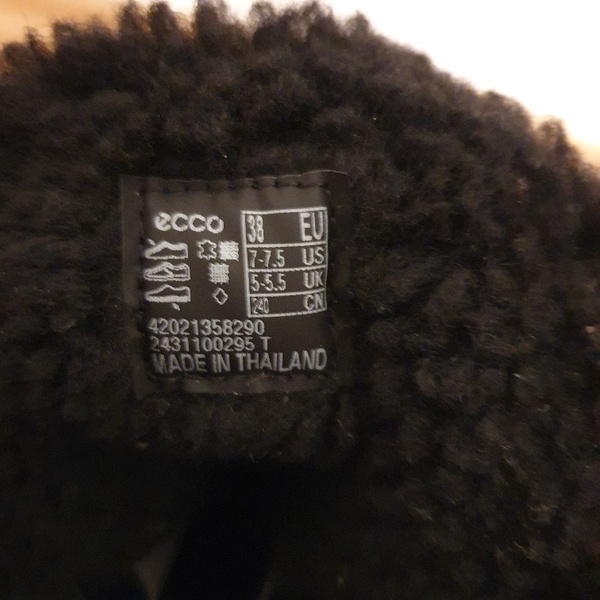 ecco
38 EU
7-7.5 US
5-5.5 UK
240 CN
42021358290
2431100295 T
MADE IN THAILAND